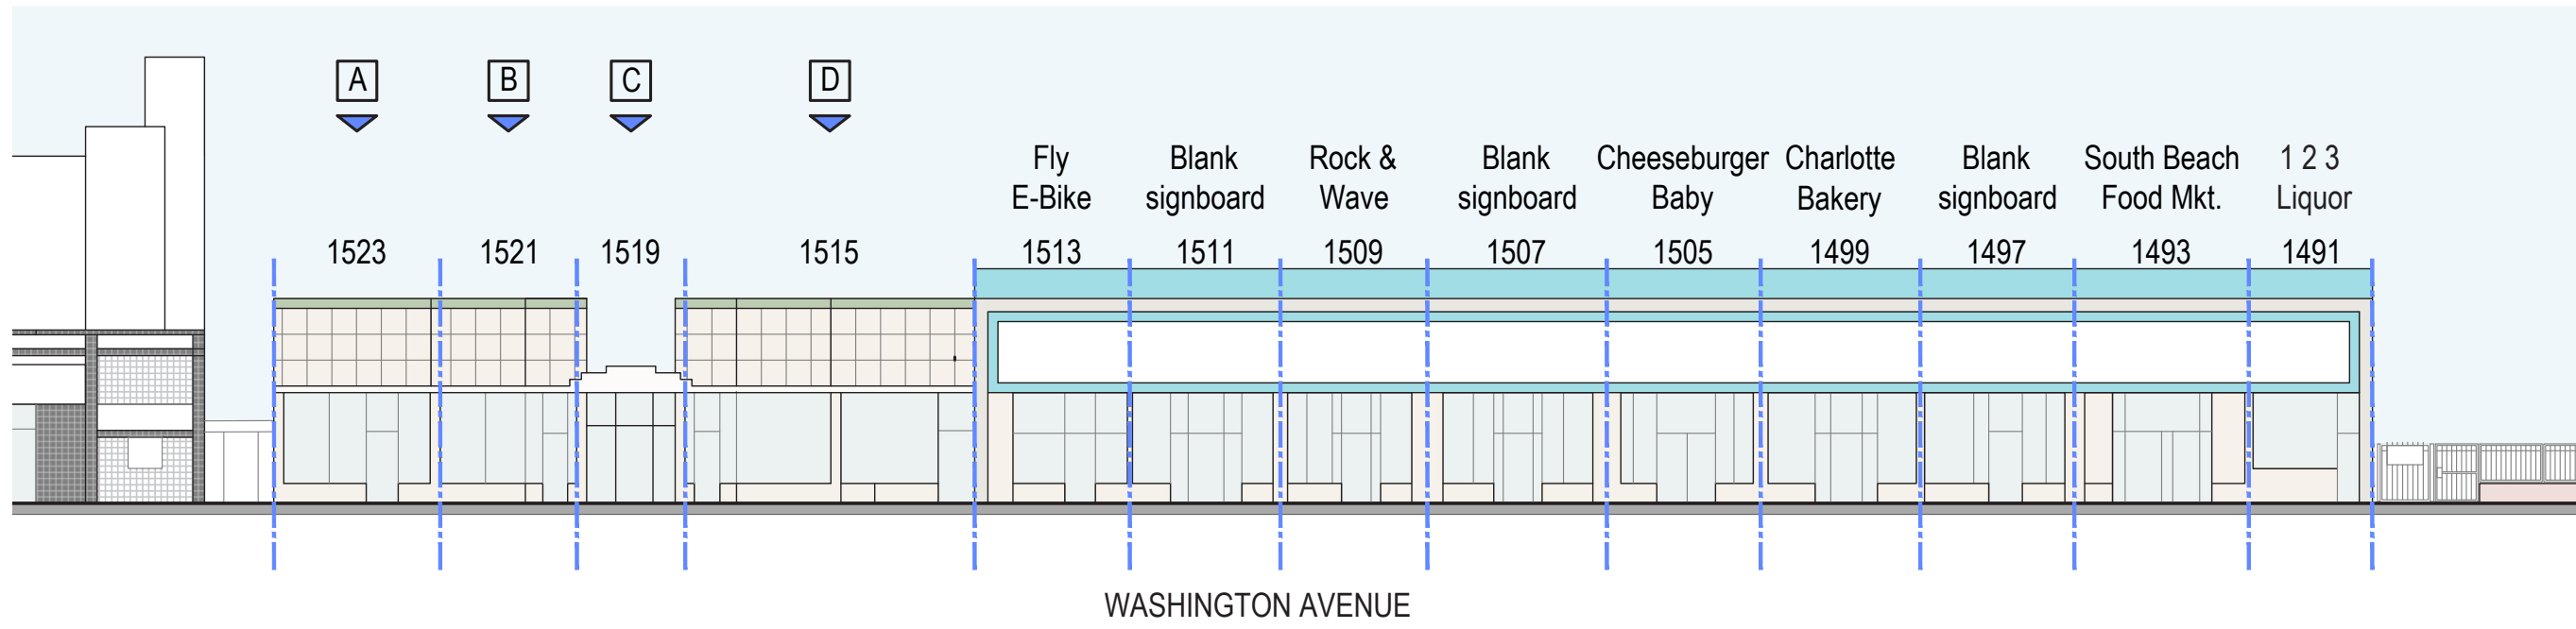 A B C D
Fly Blank Rock & Blank Cheeseburger Charlotte Blank South Beach 1 2 3
E-Bike signboard Wave signboard Baby Bakery signboard Food Mkt. Liquor
1523 1521 1519 1515 1513 1511 1509 1507 1505 1499 1497 1493 1491
WASHINGTON AVENUE